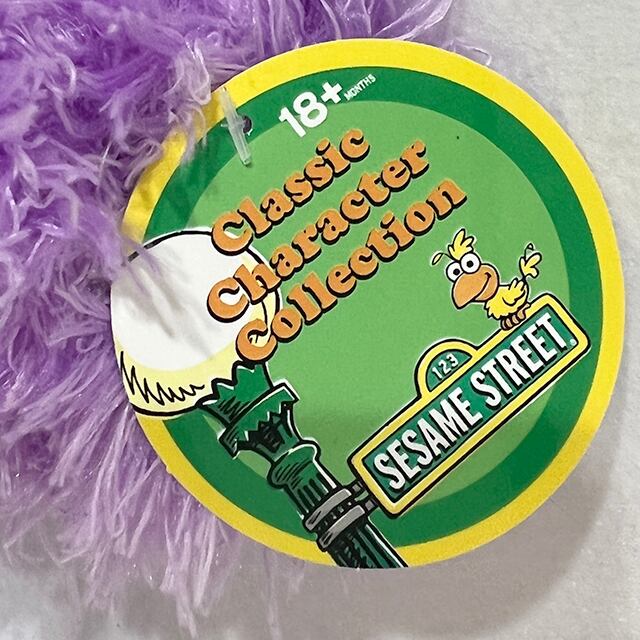 18+ MONTHS
Classic
Character
Collection
123
SESAME STREET®